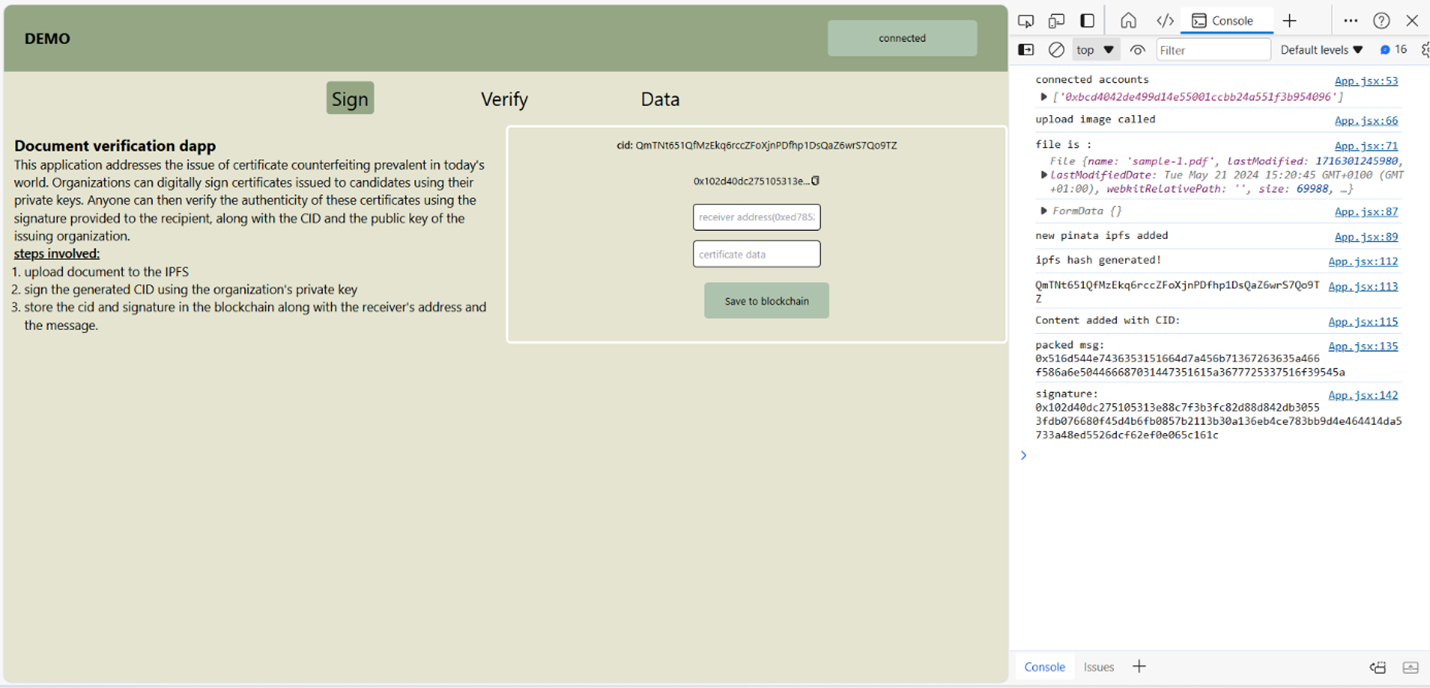 DEMO
connected
Sign
Verify
Data
Document verification dapp
This application addresses the issue of certificate counterfeiting prevalent in today's
world. Organizations can digitally sign certificates issued to candidates using their
private keys. Anyone can then verify the authenticity of these certificates using the
signature provided to the recipient, along with the CID and the public key of the
issuing organization.
steps involved:
1. upload document to the IPFS
2. sign the generated CID using the organization's private key
3. store the cid and signature in the blockchain along with the receiver's address and
the message.
cid: QmTNt651QfMzEkq6rccZFoXjnPDfhp1DsQaZ6wrS7Qo9TZ
0x102d40dc275105313e...
receiver address(0xed785
certificate data
Save to blockchain
Console
top
Filter
Default levels
16
connected accounts App.jsx:53
['0xbcd4042de499d14e55001ccbb24a551f3b954096']
upload image called App.jsx:66
file is : App.jsx:71
File {name: 'sample-1.pdf', lastModified: 1716301245980,
lastModifiedDate: Tue May 21 2024 15:20:45 GMT+0100 (GMT
+01:00), webkitRelativePath: '', size: 69988, …}
FormData {} App.jsx:87
new pinata ipfs added App.jsx:89
ipfs hash generated! App.jsx:112
QmTNt651QfMzEkq6rccZFoXjnPDfhp1DsQaZ6wrS7Qo9T App.jsx:113
Z
Content added with CID: App.jsx:115
packed msg: App.jsx:135
0x516d544e7436353151664d7a456b71367263635a466
f586a6e504466687031447351615a3677725337516f39545a
signature: App.jsx:142
0x102d40dc275105313e88c7f3b3fc82d88d842db3055
3fdb076680f45d4b6fb0857b2113b30a136eb4ce783bb9d4e464414da5
733a48ed5526dcf62ef0e065c161c
Console
Issues